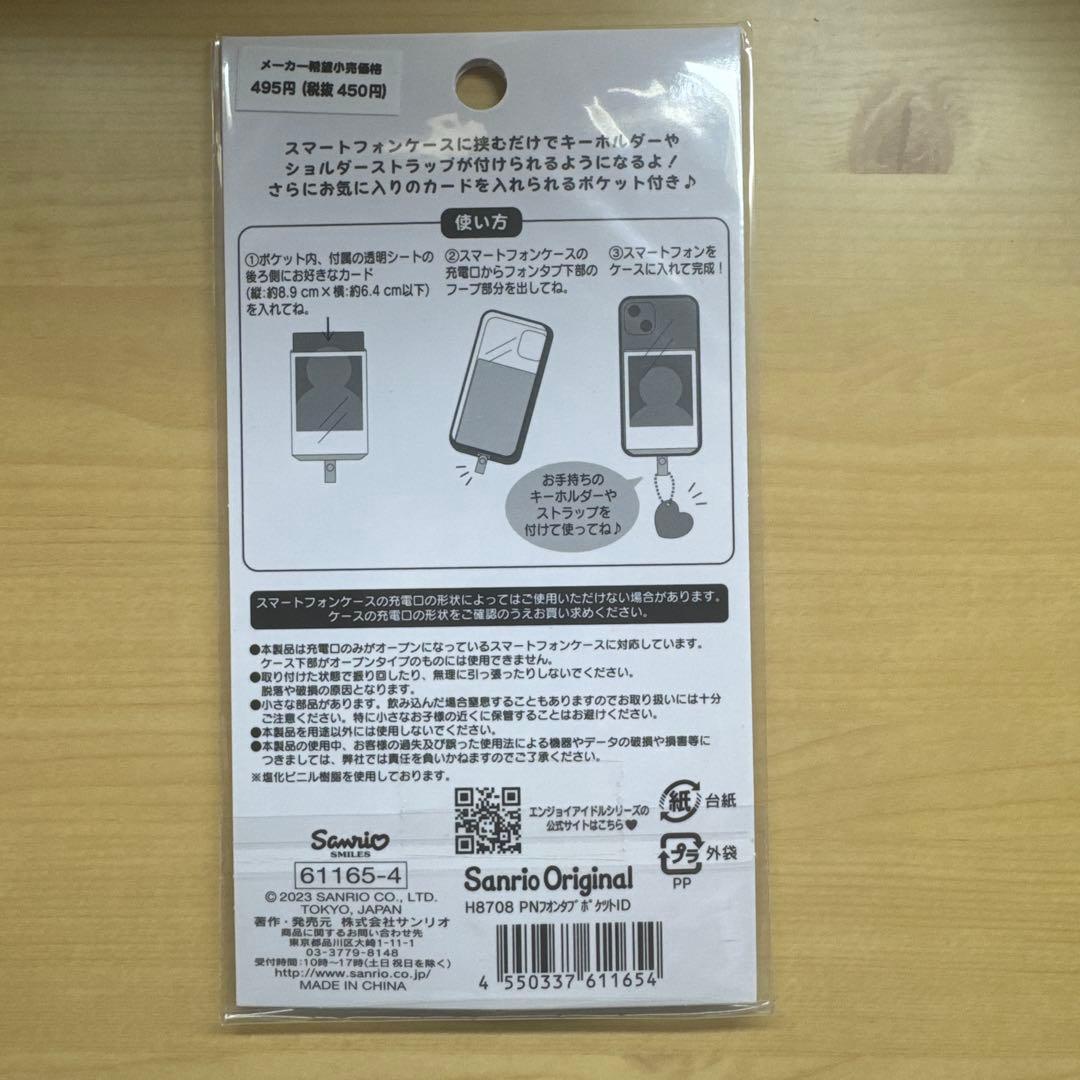 メーカー希望小売価格
495円(税抜 450円)
スマートフォンケースに挟むだけでキーホルダーや
ショルダーストラップが付けられるようになるよ!
さらにお気に入りのカードを入れられるポケット付き♪
使い方
①ポケット内、付属の透明シートの
後ろ側にお好きなカード
(縦:約8.9 cm×横:約6.4 cm以下)
を入れてね。
②スマートフォンケースの
充電口からフォンタブ下部の
フープ部分を出してね。
③スマートフォンを
ケースに入れて完成!
お手持ちの
キーホルダーや
ストラップを
付けて使ってね♪
スマートフォンケースの充電口の形状によってはご使用いただけない場合があります。
ケースの充電口の形状をご確認のうえお買い求めください。
●本製品は充電口のみがオープンになっているスマートフォンケースに対応しています。
ケース下部がオープンタイプのものには使用できません。
●取り付けた状態で振り回したり、無理に引っ張ったりしないでください。
脱落や破損の原因となります。
●小さな部品があります。飲み込んだ場合窒息することもありますのでお取り扱いには十分
ご注意ください。特に小さなお子様の近くに保管することはお避けください。
●本製品を用途以外には使用しないでください。
●本製品の使用中、お客様の過失及び誤った使用法による機器やデータの破損や損害等に
つきましては、弊社では責任を負いかねますのでご了承ください。
※塩化ビニル樹脂を使用しております。
エンジョイアイドルシリーズの
公式サイトはこちら♥
紙 台紙
プラ 外袋
PP
Sanrio
SMILES
61165-4
© 2023 SANRIO CO., LTD.
TOKYO, JAPAN
著作・発売元 株式会社サンリオ
商品に関するお問い合わせ先
東京都品川区大崎1-11-1
03-3779-8148
受付時間:10時～17時(土日祝日を除く)
http://www.sanrio.co.jp/
MADE IN CHINA
Sanrio Original
H8708 PNフォンタブポケットID
4 550337 611654